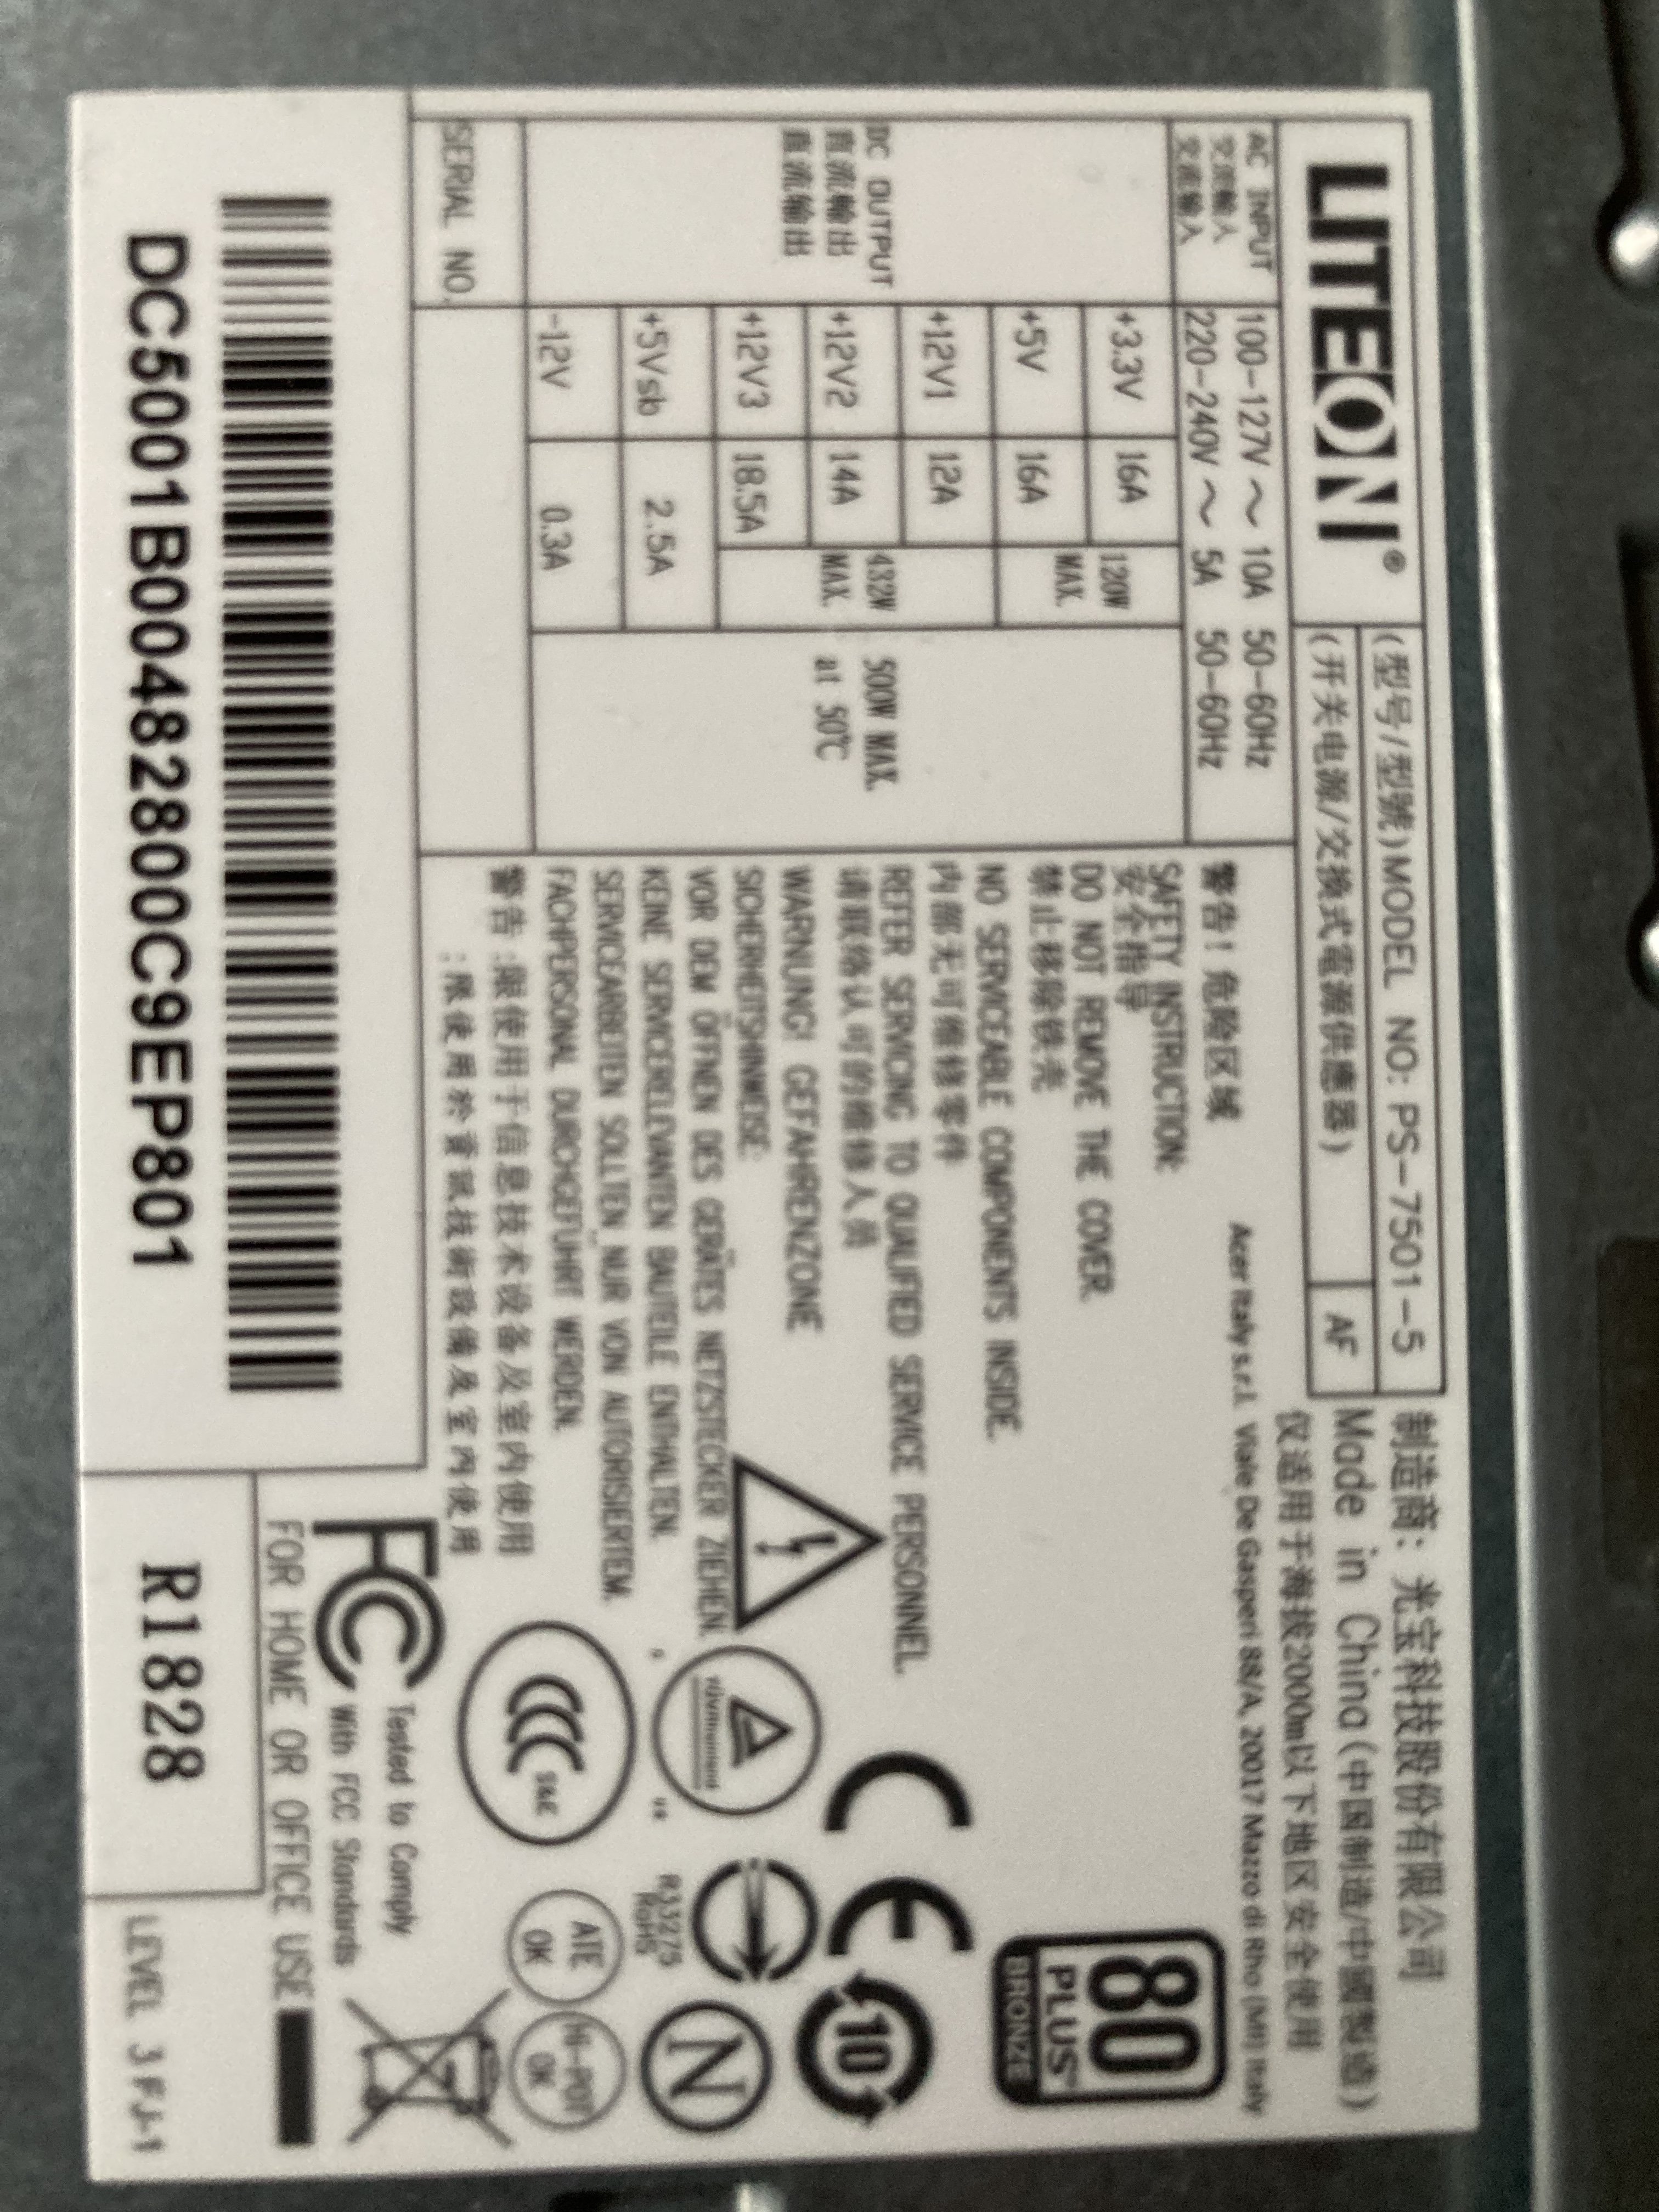 LITEON®
(型号/型號)MODEL NO: PS-7501-5
(开关电源/交换式電源供應器) AF
制造商: 光宝科技股份有限公司
Made in China(中国制造/中國製造)
仅适用于海拔2000m以下地区安全使用
Acer Italy s.r.l. Viale De Gasperi 88/A, 20017 Mazzo di Rho (MI) Italy
AC INPUT
交流輸入
交流输入
100-127V～ 10A 50-60Hz
220-240V～ 5A 50-60Hz
DC OUTPUT
直流輸出
直流输出
+3.3V 16A
+5V 16A
120W MAX.
+12V1 12A
+12V2 14A
+12V3 18.5A
432W MAX.
+5Vsb 2.5A
-12V 0.3A
500W MAX.
at 50℃
SERIAL NO.
警告! 危险区域
SAFETY INSTRUCTION:
安全指导
DO NOT REMOVE THE COVER.
禁止移除铁壳
NO SERVICEABLE COMPONENTS INSIDE.
内部无可维修零件
REFER SERVICING TO QUALIFIED SERVICE PERSONNEL.
请联络认可的维修人员
WARNUNG! GEFAHRENZONE
SICHERHEITSHINWEISE:
VOR DEM ÖFFNEN DES GERÄTES NETZSTECKER ZIEHEN.
KEINE SERVICERELEVANTEN BAUTEILE ENTHALTEN.
SERVICEARBEITEN SOLLTEN NUR VON AUTORISIERTEM
FACHPERSONAL DURCHGEFÜHRT WERDEN.
警告:限使用于信息技术设备及室内使用
:限使用於資訊技術設備及室內使用
80
PLUS
BRONZE
CE
10
TÜVRheinland
c
us
R33275
RoHS
N
CCC
S&E
ATE
OK
HI-POT
OK
FC
Tested to Comply
With FCC Standards
FOR HOME OR OFFICE USE
DC5001B00482800C9EP801
R1828
LEVEL 3 FJ-1